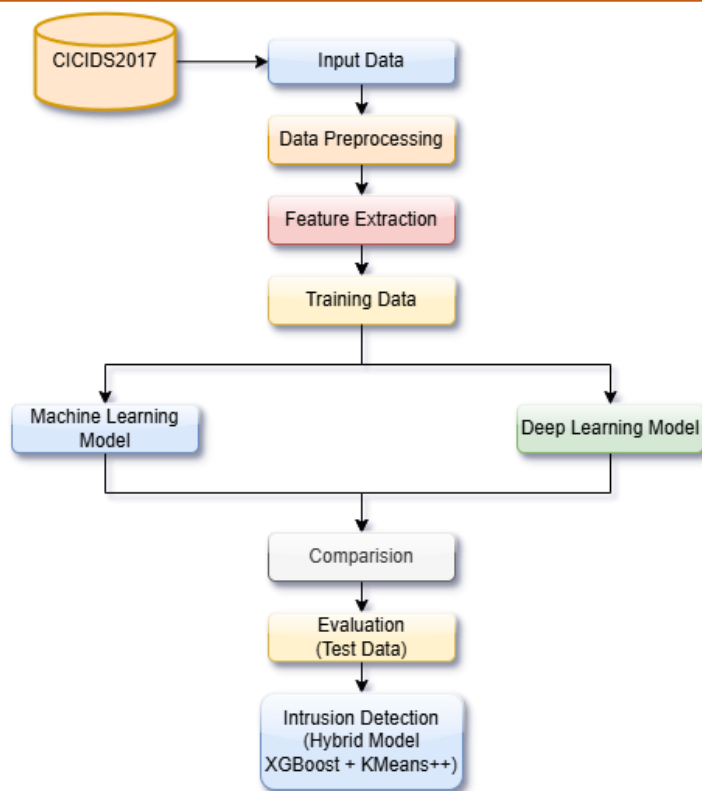 CICIDS2017
Input Data
Data Preprocessing
Feature Extraction
Training Data
Machine Learning
Model
Deep Learning Model
Comparision
Evaluation
(Test Data)
Intrusion Detection
(Hybrid Model
XGBoost + KMeans++)